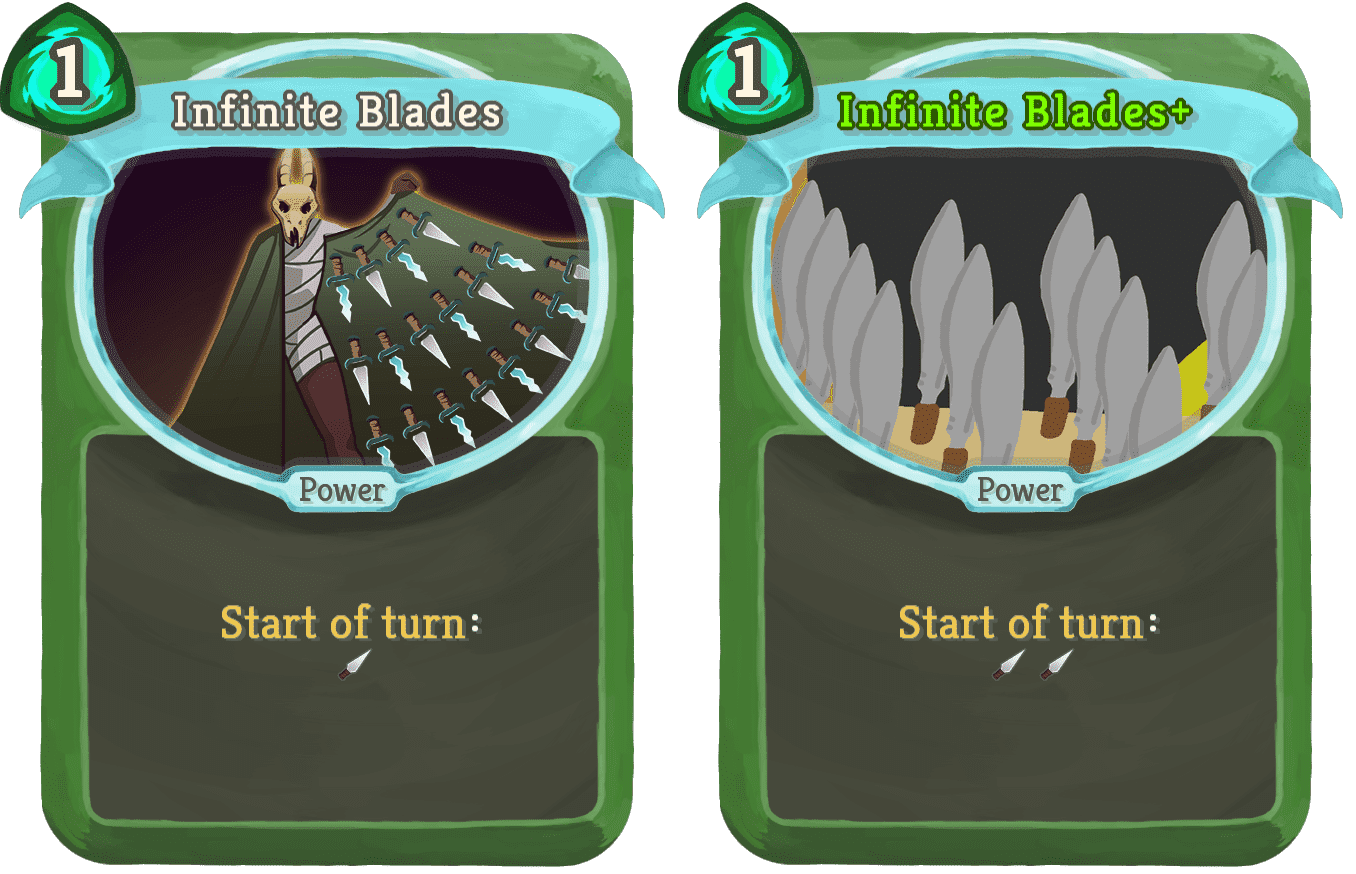 1
Infinite Blades
Power
Start of turn:
1
Infinite Blades+
Power
Start of turn: